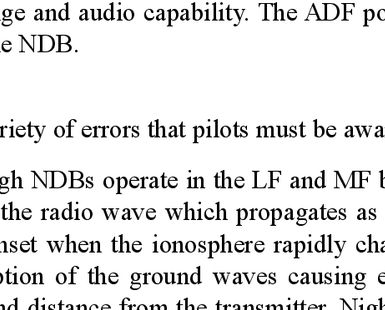 ge and audio capability. The ADF po
e NDB.
riety of errors that pilots must be awa
gh NDBs operate in the LF and MF b
the radio wave which propagates as
nset when the ionosphere rapidly cha
ption of the ground waves causing e
nd distance from the transmitter. Nigh